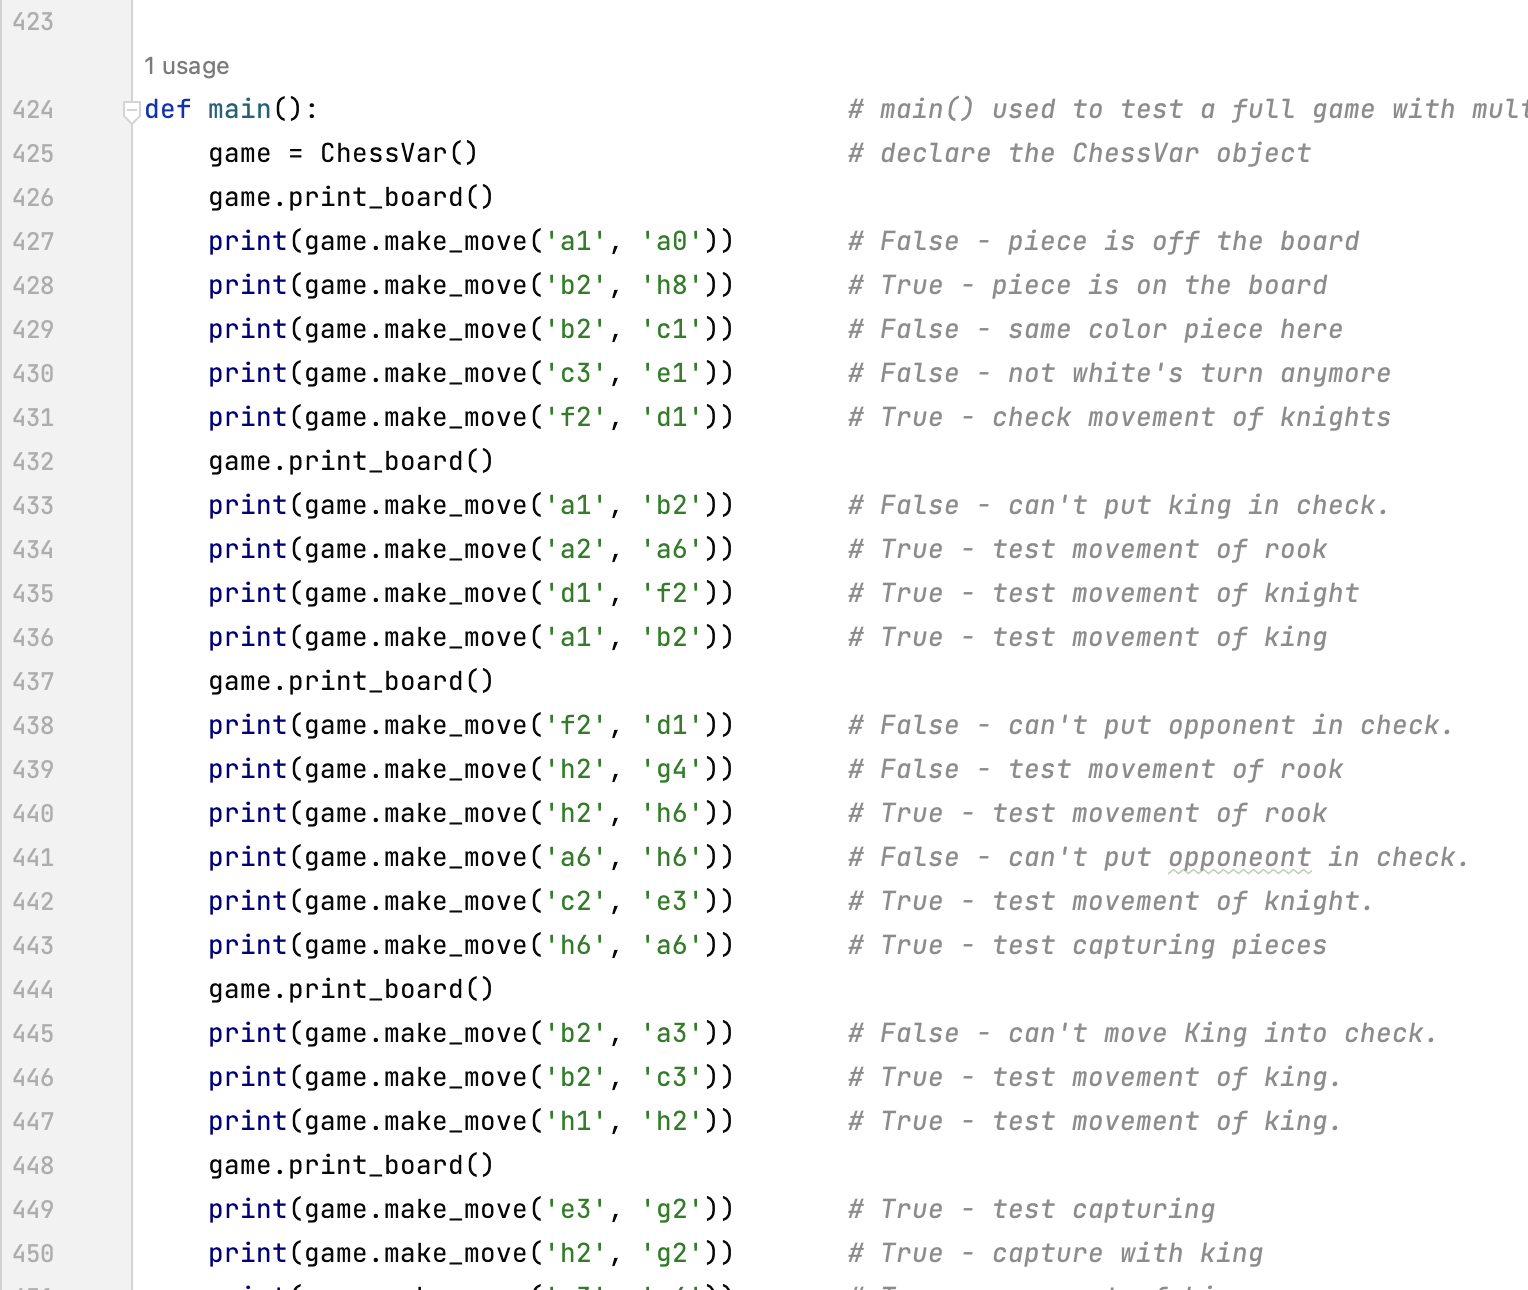 423
1 usage
424 def main():                                 # main() used to test a full game with
425     game = ChessVar()                       # declare the ChessVar object
426     game.print_board()
427     print(game.make_move('a1', 'a0'))       # False - piece is off the board
428     print(game.make_move('b2', 'h8'))       # True - piece is on the board
429     print(game.make_move('b2', 'c1'))       # False - same color piece here
430     print(game.make_move('c3', 'e1'))       # False - not white's turn anymore
431     print(game.make_move('f2', 'd1'))       # True - check movement of knights
432     game.print_board()
433     print(game.make_move('a1', 'b2'))       # False - can't put king in check.
434     print(game.make_move('a2', 'a6'))       # True - test movement of rook
435     print(game.make_move('d1', 'f2'))       # True - test movement of knight
436     print(game.make_move('a1', 'b2'))       # True - test movement of king
437     game.print_board()
438     print(game.make_move('f2', 'd1'))       # False - can't put opponent in check.
439     print(game.make_move('h2', 'g4'))       # False - test movement of rook
440     print(game.make_move('h2', 'h6'))       # True - test movement of rook
441     print(game.make_move('a6', 'h6'))       # False - can't put opponeont in check.
442     print(game.make_move('c2', 'e3'))       # True - test movement of knight.
443     print(game.make_move('h6', 'a6'))       # True - test capturing pieces
444     game.print_board()
445     print(game.make_move('b2', 'a3'))       # False - can't move King into check.
446     print(game.make_move('b2', 'c3'))       # True - test movement of king.
447     print(game.make_move('h1', 'h2'))       # True - test movement of king.
448     game.print_board()
449     print(game.make_move('e3', 'g2'))       # True - test capturing
450     print(game.make_move('h2', 'g2'))       # True - capture with king